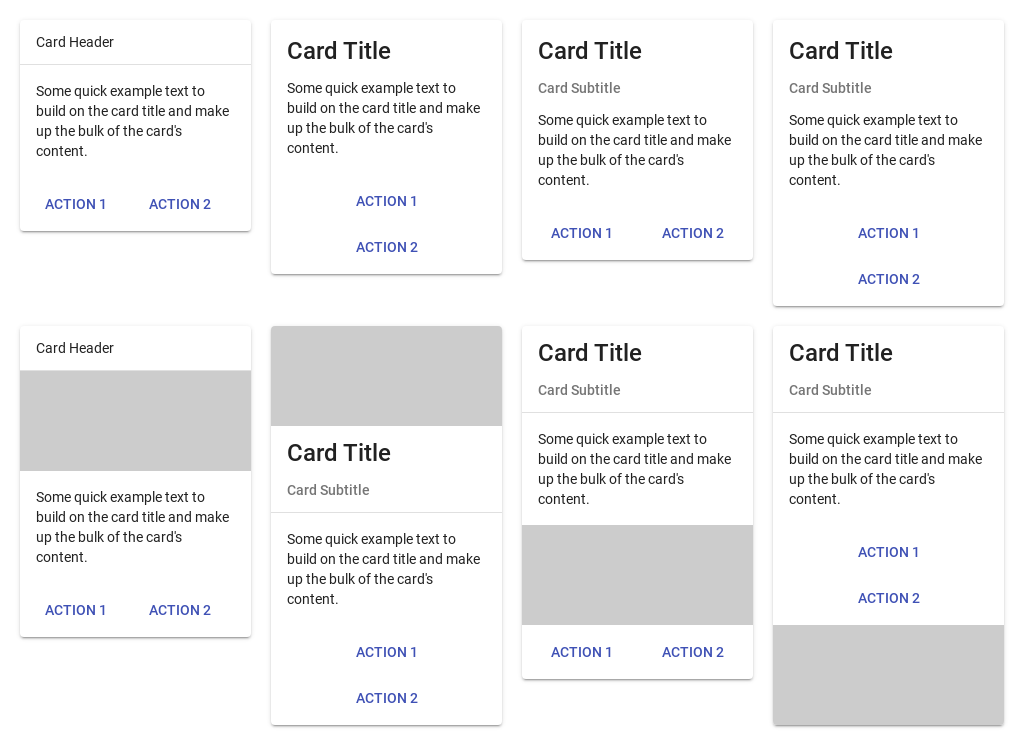 Card Header
Some quick example text to
build on the card title and make
up the bulk of the card's
content.
ACTION 1 ACTION 2
Card Title
Some quick example text to
build on the card title and make
up the bulk of the card's
content.
ACTION 1
ACTION 2
Card Title
Card Subtitle
Some quick example text to
build on the card title and make
up the bulk of the card's
content.
ACTION 1 ACTION 2
Card Title
Card Subtitle
Some quick example text to
build on the card title and make
up the bulk of the card's
content.
ACTION 1
ACTION 2
Card Header
Some quick example text to
build on the card title and make
up the bulk of the card's
content.
ACTION 1 ACTION 2
Card Title
Card Subtitle
Some quick example text to
build on the card title and make
up the bulk of the card's
content.
ACTION 1
ACTION 2
Card Title
Card Subtitle
Some quick example text to
build on the card title and make
up the bulk of the card's
content.
ACTION 1 ACTION 2
Card Title
Card Subtitle
Some quick example text to
build on the card title and make
up the bulk of the card's
content.
ACTION 1
ACTION 2